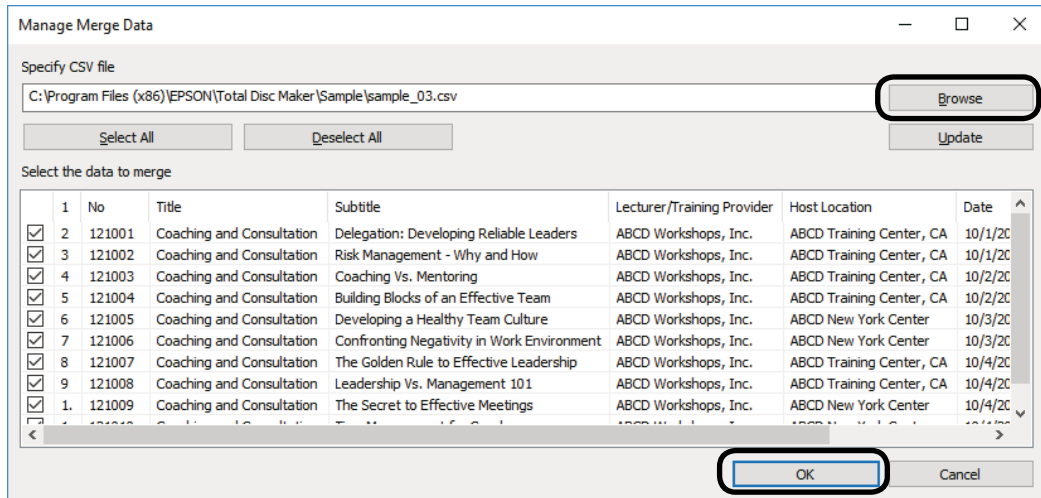 Manage Merge Data
Specify CSV file
C:\Program Files (x86)\EPSON\Total Disc Maker\Sample\sample_03.csv Browse
Select All Deselect All Update
Select the data to merge
1 No Title Subtitle Lecturer/Training Provider Host Location Date
2 121001 Coaching and Consultation Delegation: Developing Reliable Leaders ABCD Workshops, Inc. ABCD Training Center, CA 10/1/20
3 121002 Coaching and Consultation Risk Management - Why and How ABCD Workshops, Inc. ABCD Training Center, CA 10/1/20
4 121003 Coaching and Consultation Coaching Vs. Mentoring ABCD Workshops, Inc. ABCD Training Center, CA 10/2/20
5 121004 Coaching and Consultation Building Blocks of an Effective Team ABCD Workshops, Inc. ABCD Training Center, CA 10/2/20
6 121005 Coaching and Consultation Developing a Healthy Team Culture ABCD Workshops, Inc. ABCD New York Center 10/3/20
7 121006 Coaching and Consultation Confronting Negativity in Work Environment ABCD Workshops, Inc. ABCD New York Center 10/3/20
8 121007 Coaching and Consultation The Golden Rule to Effective Leadership ABCD Workshops, Inc. ABCD Training Center, CA 10/4/20
9 121008 Coaching and Consultation Leadership Vs. Management 101 ABCD Workshops, Inc. ABCD Training Center, CA 10/4/20
1. 121009 Coaching and Consultation The Secret to Effective Meetings ABCD Workshops, Inc. ABCD New York Center 10/4/20
OK Cancel